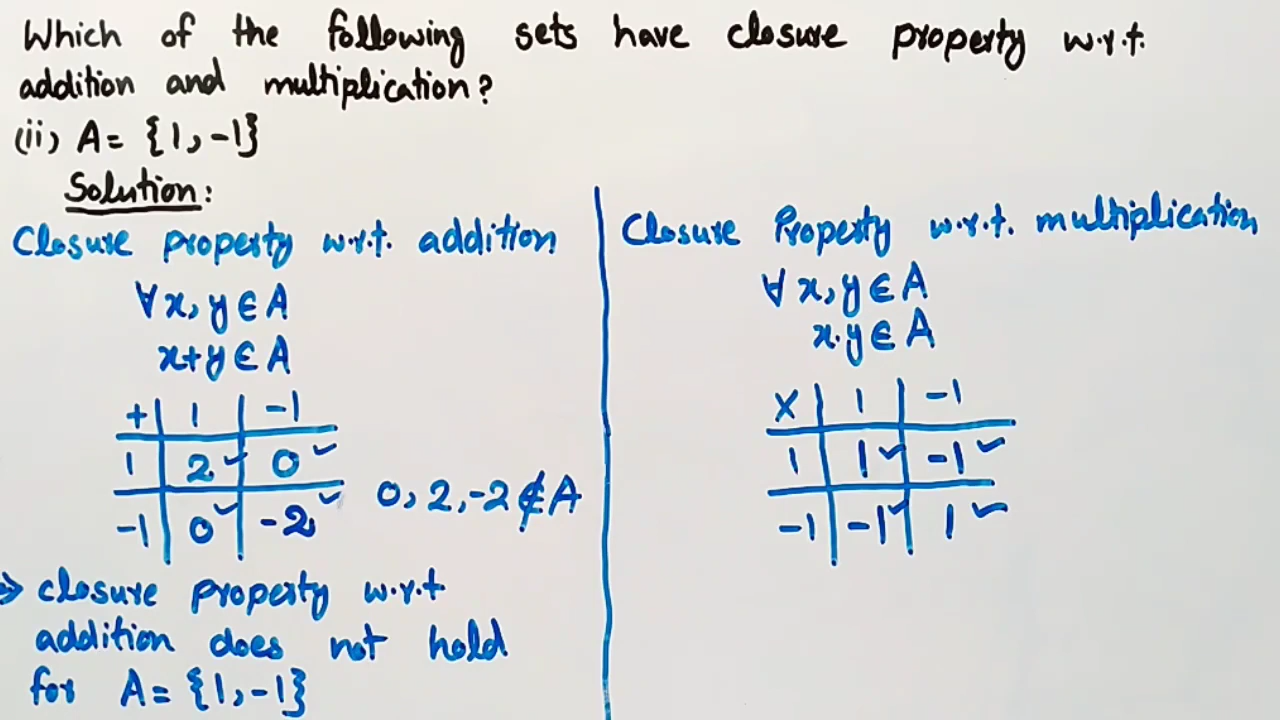 Which of the following sets have closure property w.r.t.
addition and multiplication?
(ii) A= {1, -1}
Solution:
Closure property w.r.t. addition
∀ x, y ∈ A
x+y ∈ A
+ 1 -1
1 2 ✓ 0 ✓
-1 0 ✓ -2 ✓
0, 2, -2 ∉ A
⇒ closure property w.r.t
addition does not hold
for A= {1, -1}
Closure Property w.r.t. multiplication
∀ x, y ∈ A
x.y ∈ A
× 1 -1
1 1 ✓ -1 ✓
-1 -1 ✓ 1 ✓